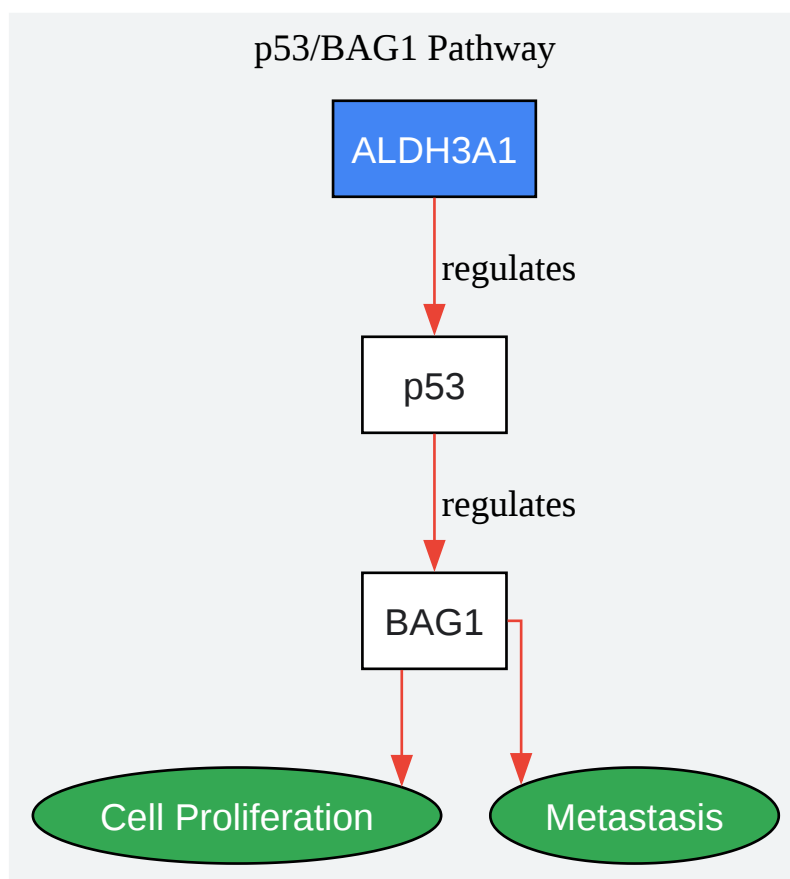 p53/BAG1 Pathway
ALDH3A1
regulates
p53
regulates
BAG1
Cell Proliferation
Metastasis